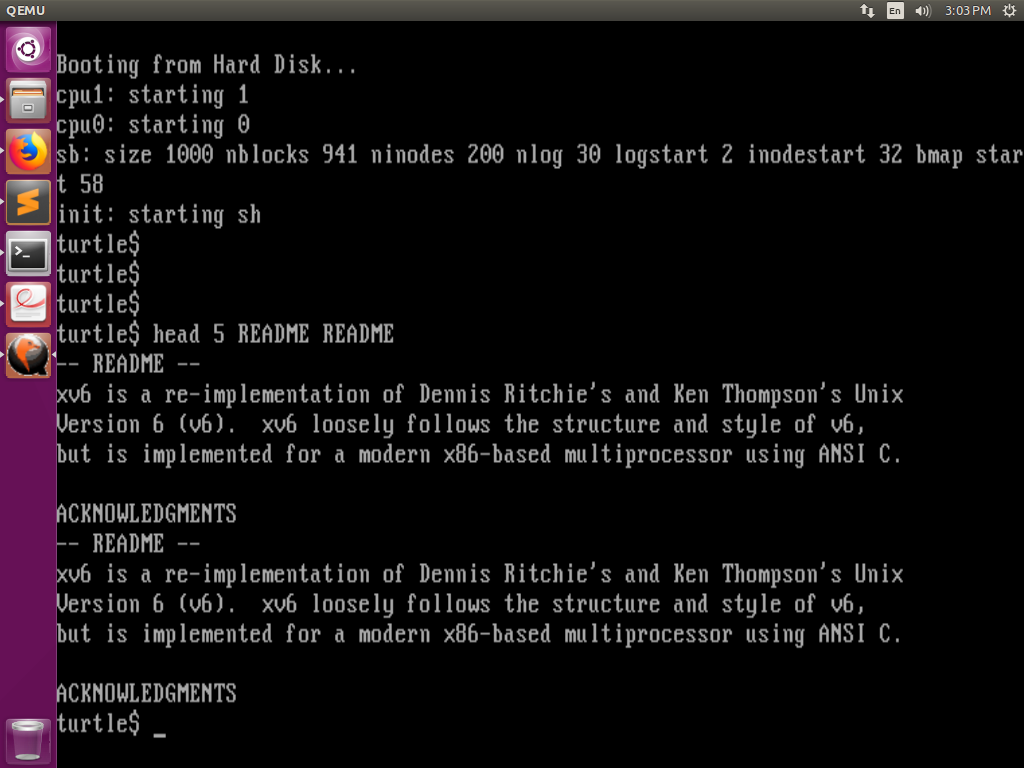 QEMU
En
3:03 PM
Booting from Hard Disk...
cpu1: starting 1
cpu0: starting 0
sb: size 1000 nblocks 941 ninodes 200 nlog 30 logstart 2 inodestart 32 bmap star
t 58
init: starting sh
turtle$
turtle$
turtle$
turtle$ head 5 README README
-- README --
xv6 is a re-implementation of Dennis Ritchie's and Ken Thompson's Unix
Version 6 (v6).  xv6 loosely follows the structure and style of v6,
but is implemented for a modern x86-based multiprocessor using ANSI C.

ACKNOWLEDGMENTS
-- README --
xv6 is a re-implementation of Dennis Ritchie's and Ken Thompson's Unix
Version 6 (v6).  xv6 loosely follows the structure and style of v6,
but is implemented for a modern x86-based multiprocessor using ANSI C.

ACKNOWLEDGMENTS
turtle$ _